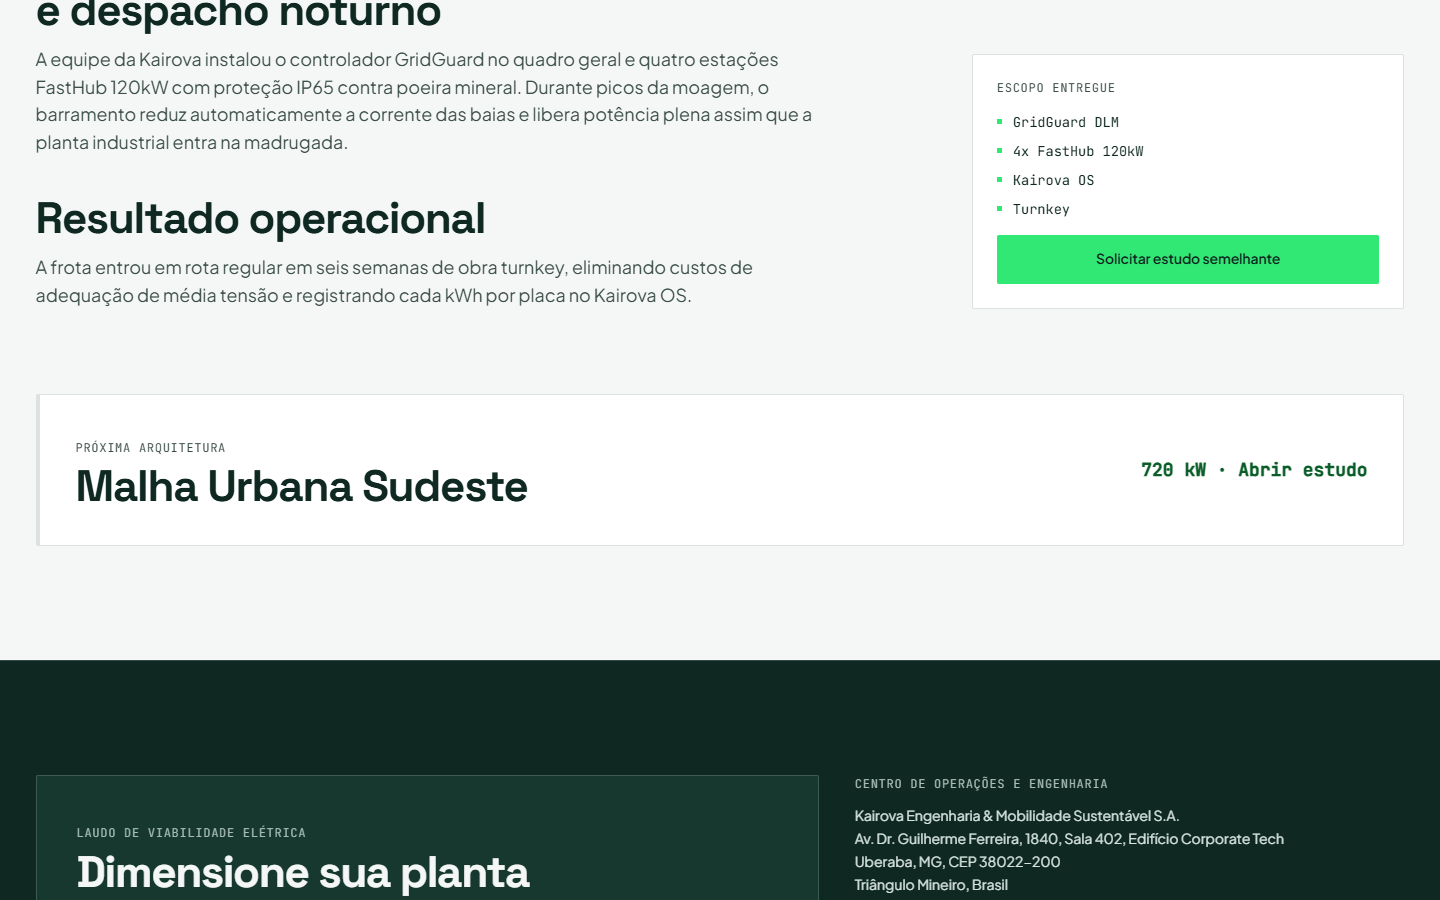 e despacho noturno
A equipe da Kairova instalou o controlador GridGuard no quadro geral e quatro estações
FastHub 120kW com proteção IP65 contra poeira mineral. Durante picos da moagem, o
barramento reduz automaticamente a corrente das baias e libera potência plena assim que a
planta industrial entra na madrugada.
Resultado operacional
A frota entrou em rota regular em seis semanas de obra turnkey, eliminando custos de
adequação de média tensão e registrando cada kWh por placa no Kairova OS.
ESCOPO ENTREGUE
GridGuard DLM
4x FastHub 120kW
Kairova OS
Turnkey
Solicitar estudo semelhante
PRÓXIMA ARQUITETURA
Malha Urbana Sudeste
720 kW · Abrir estudo
LAUDO DE VIABILIDADE ELÉTRICA
Dimensione sua planta
CENTRO DE OPERAÇÕES E ENGENHARIA
Kairova Engenharia & Mobilidade Sustentável S.A.
Av. Dr. Guilherme Ferreira, 1840, Sala 402, Edifício Corporate Tech
Uberaba, MG, CEP 38022-200
Triângulo Mineiro, Brasil